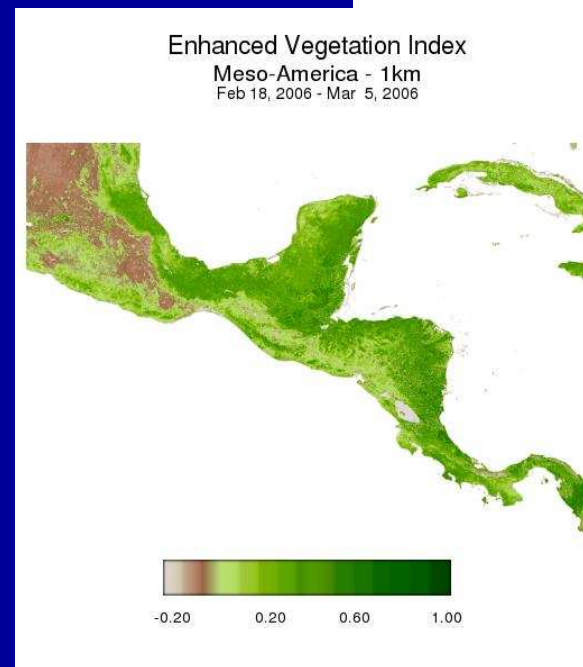 Enhanced Vegetation Index
Meso-America - 1km
Feb 18, 2006 - Mar 5, 2006
-0.20 0.20 0.60 1.00